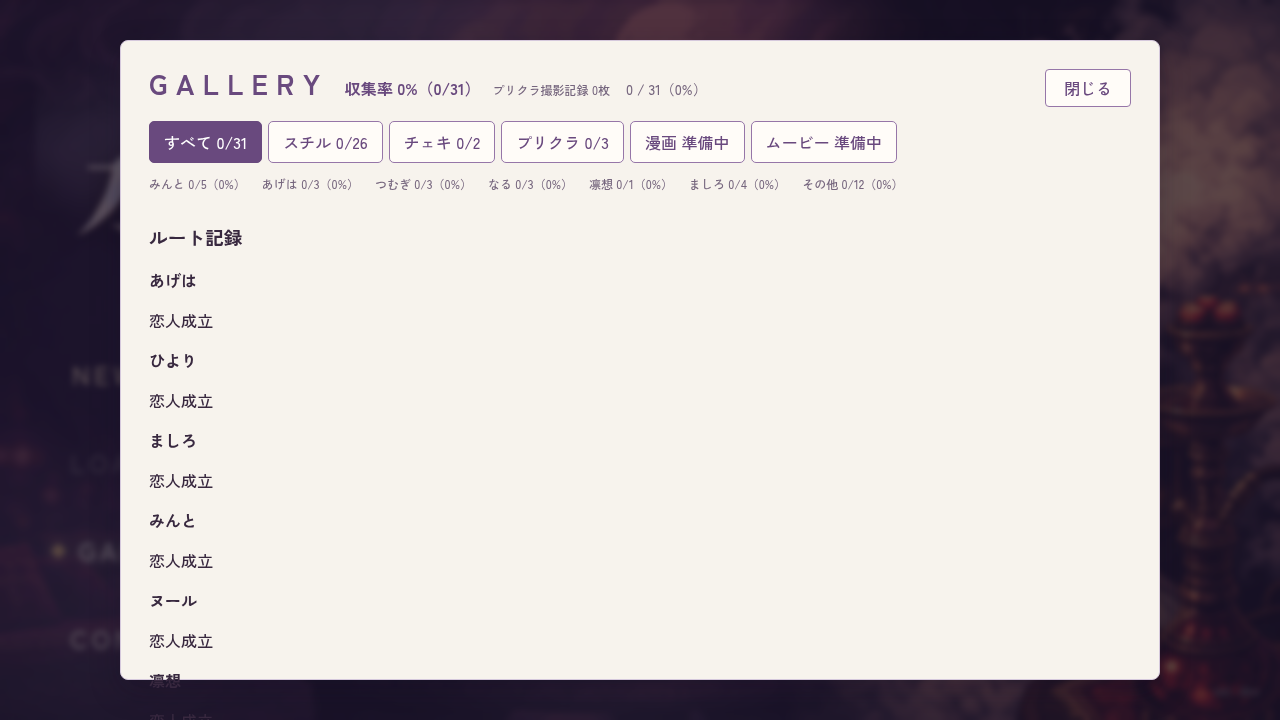 GALLERY 収集率 0%（0/31） プリクラ撮影記録 0枚 0 / 31（0%） 閉じる
すべて 0/31 スチル 0/26 チェキ 0/2 プリクラ 0/3 漫画 準備中 ムービー 準備中
みんと 0/5（0%） あげは 0/3（0%） つむぎ 0/3（0%） なる 0/3（0%） 凛想 0/1（0%） ましろ 0/4（0%） その他 0/12（0%）
ルート記録
あげは
恋人成立
ひより
恋人成立
ましろ
恋人成立
みんと
恋人成立
ヌール
恋人成立
凛想
恋人成立